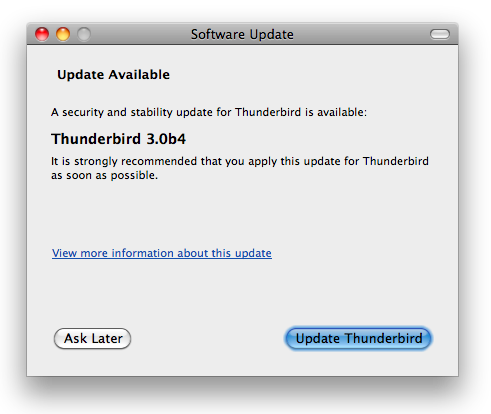 Software Update
Update Available
A security and stability update for Thunderbird is available:
Thunderbird 3.0b4
It is strongly recommended that you apply this update for Thunderbird
as soon as possible.
View more information about this update
Ask Later
Update Thunderbird